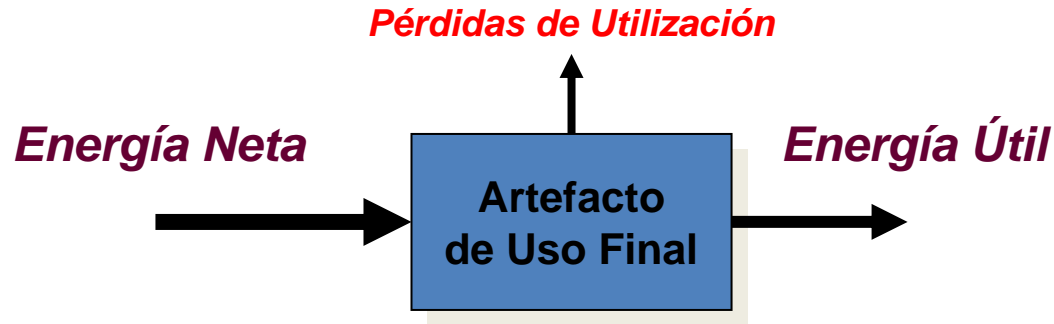 Pérdidas de Utilización
Energía Neta
Energía Útil
Artefacto
de Uso Final